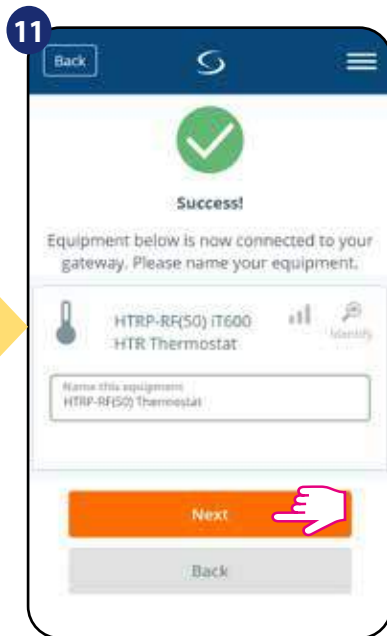 11
Back
Success!
Equipment below is now connected to your
gateway. Please name your equipment.
HTRP-RF(50) iT600
HTR Thermostat
Identify
Name this equipment
HTRP-RF(50) Thermostat
Next
Back